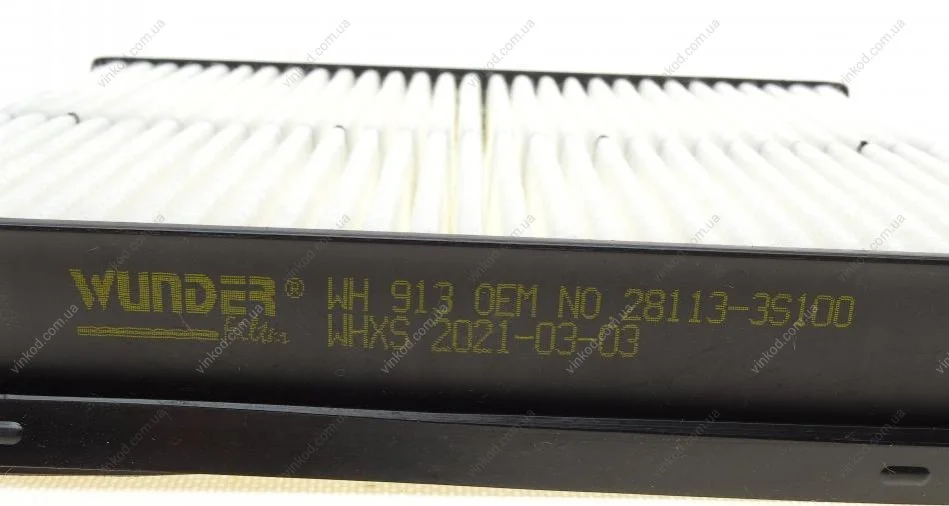 WUNDER® WH 913 OEM NO 28113-3S100
Filter WHXS 2021-03-03
vinkod.com.ua